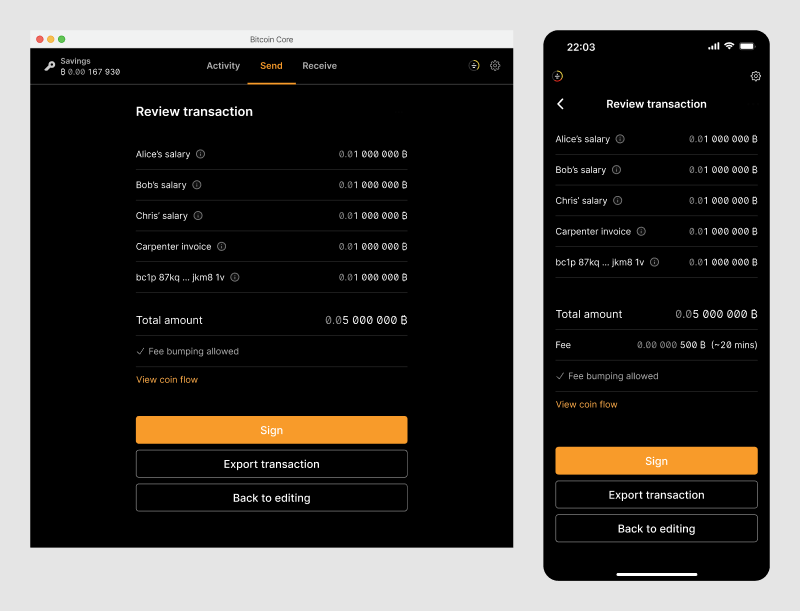 Bitcoin Core
Savings
₿ 0.00 167 930
Activity Send Receive
Review transaction
Alice's salary 0.01 000 000 ₿
Bob's salary 0.01 000 000 ₿
Chris' salary 0.01 000 000 ₿
Carpenter invoice 0.01 000 000 ₿
bc1p 87kq ... jkm8 1v 0.01 000 000 ₿
Total amount 0.05 000 000 ₿
Fee bumping allowed
View coin flow
Sign
Export transaction
Back to editing
22:03
Review transaction
Alice's salary 0.01 000 000 ₿
Bob's salary 0.01 000 000 ₿
Chris' salary 0.01 000 000 ₿
Carpenter invoice 0.01 000 000 ₿
bc1p 87kq ... jkm8 1v 0.01 000 000 ₿
Total amount 0.05 000 000 ₿
Fee 0.00 000 500 ₿ (~20 mins)
Fee bumping allowed
View coin flow
Sign
Export transaction
Back to editing